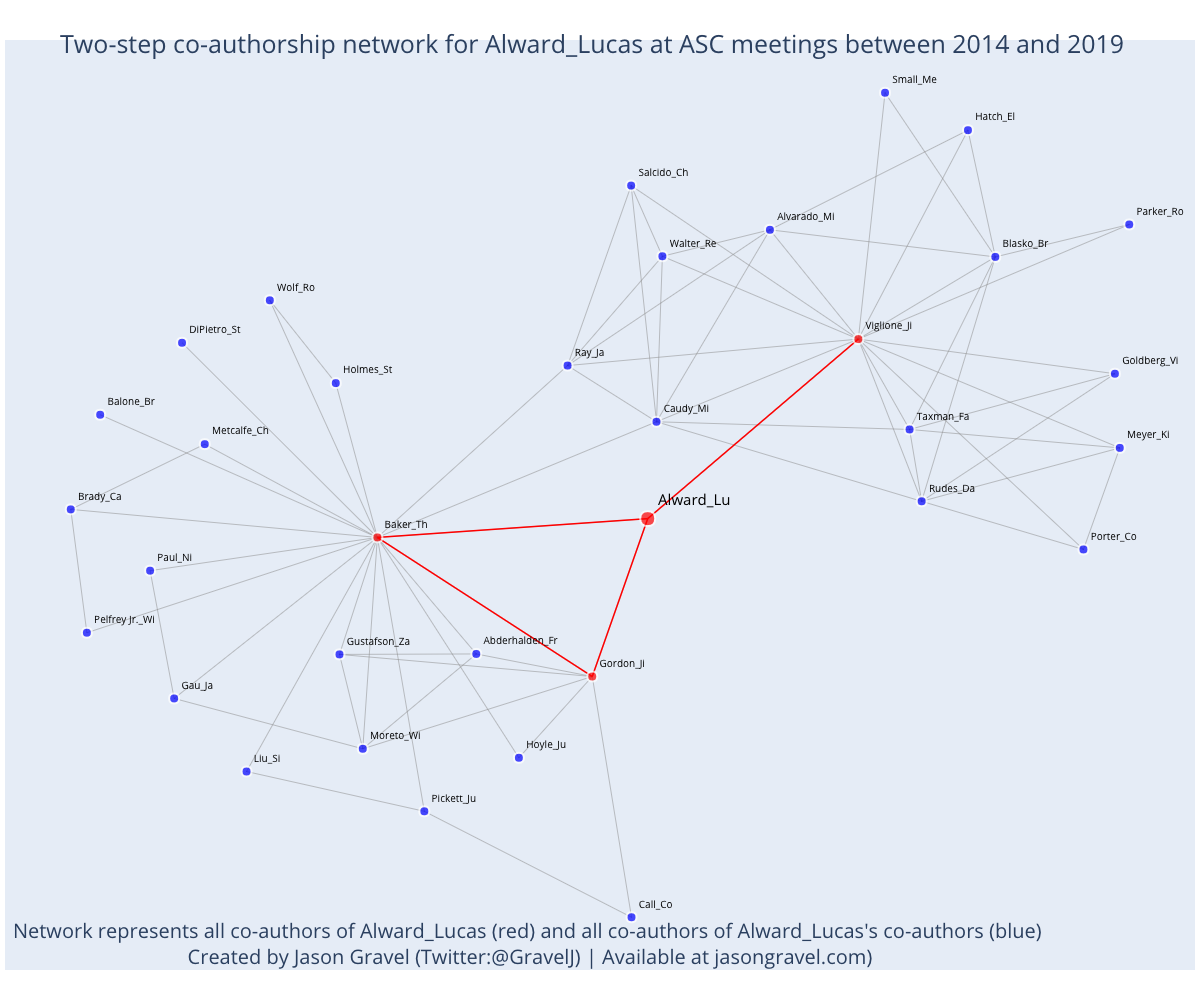 Two-step co-authorship network for Alward_Lucas at ASC meetings between 2014 and 2019
Small_Me
Hatch_El
Salcido_Ch
Parker_Ro
Alvarado_Mi
Walter_Re
Blasko_Br
Wolf_Ro
Viglione_Ji
DiPietro_St
Ray_Ja
Goldberg_Vi
Holmes_St
Balone_Br
Caudy_Mi
Taxman_Fa
Metcalfe_Ch
Meyer_Ki
Rudes_Da
Brady_Ca
Alward_Lu
Baker_Th
Porter_Co
Paul_Ni
Pelfrey Jr._Wi
Gustafson_Za
Abderhalden_Fr
Gordon_Ji
Gau_Ja
Moreto_Wi
Hoyle_Ju
Liu_Si
Pickett_Ju
Call_Co
Network represents all co-authors of Alward_Lucas (red) and all co-authors of Alward_Lucas's co-authors (blue)
Created by Jason Gravel (Twitter:@GravelJ) | Available at jasongravel.com)